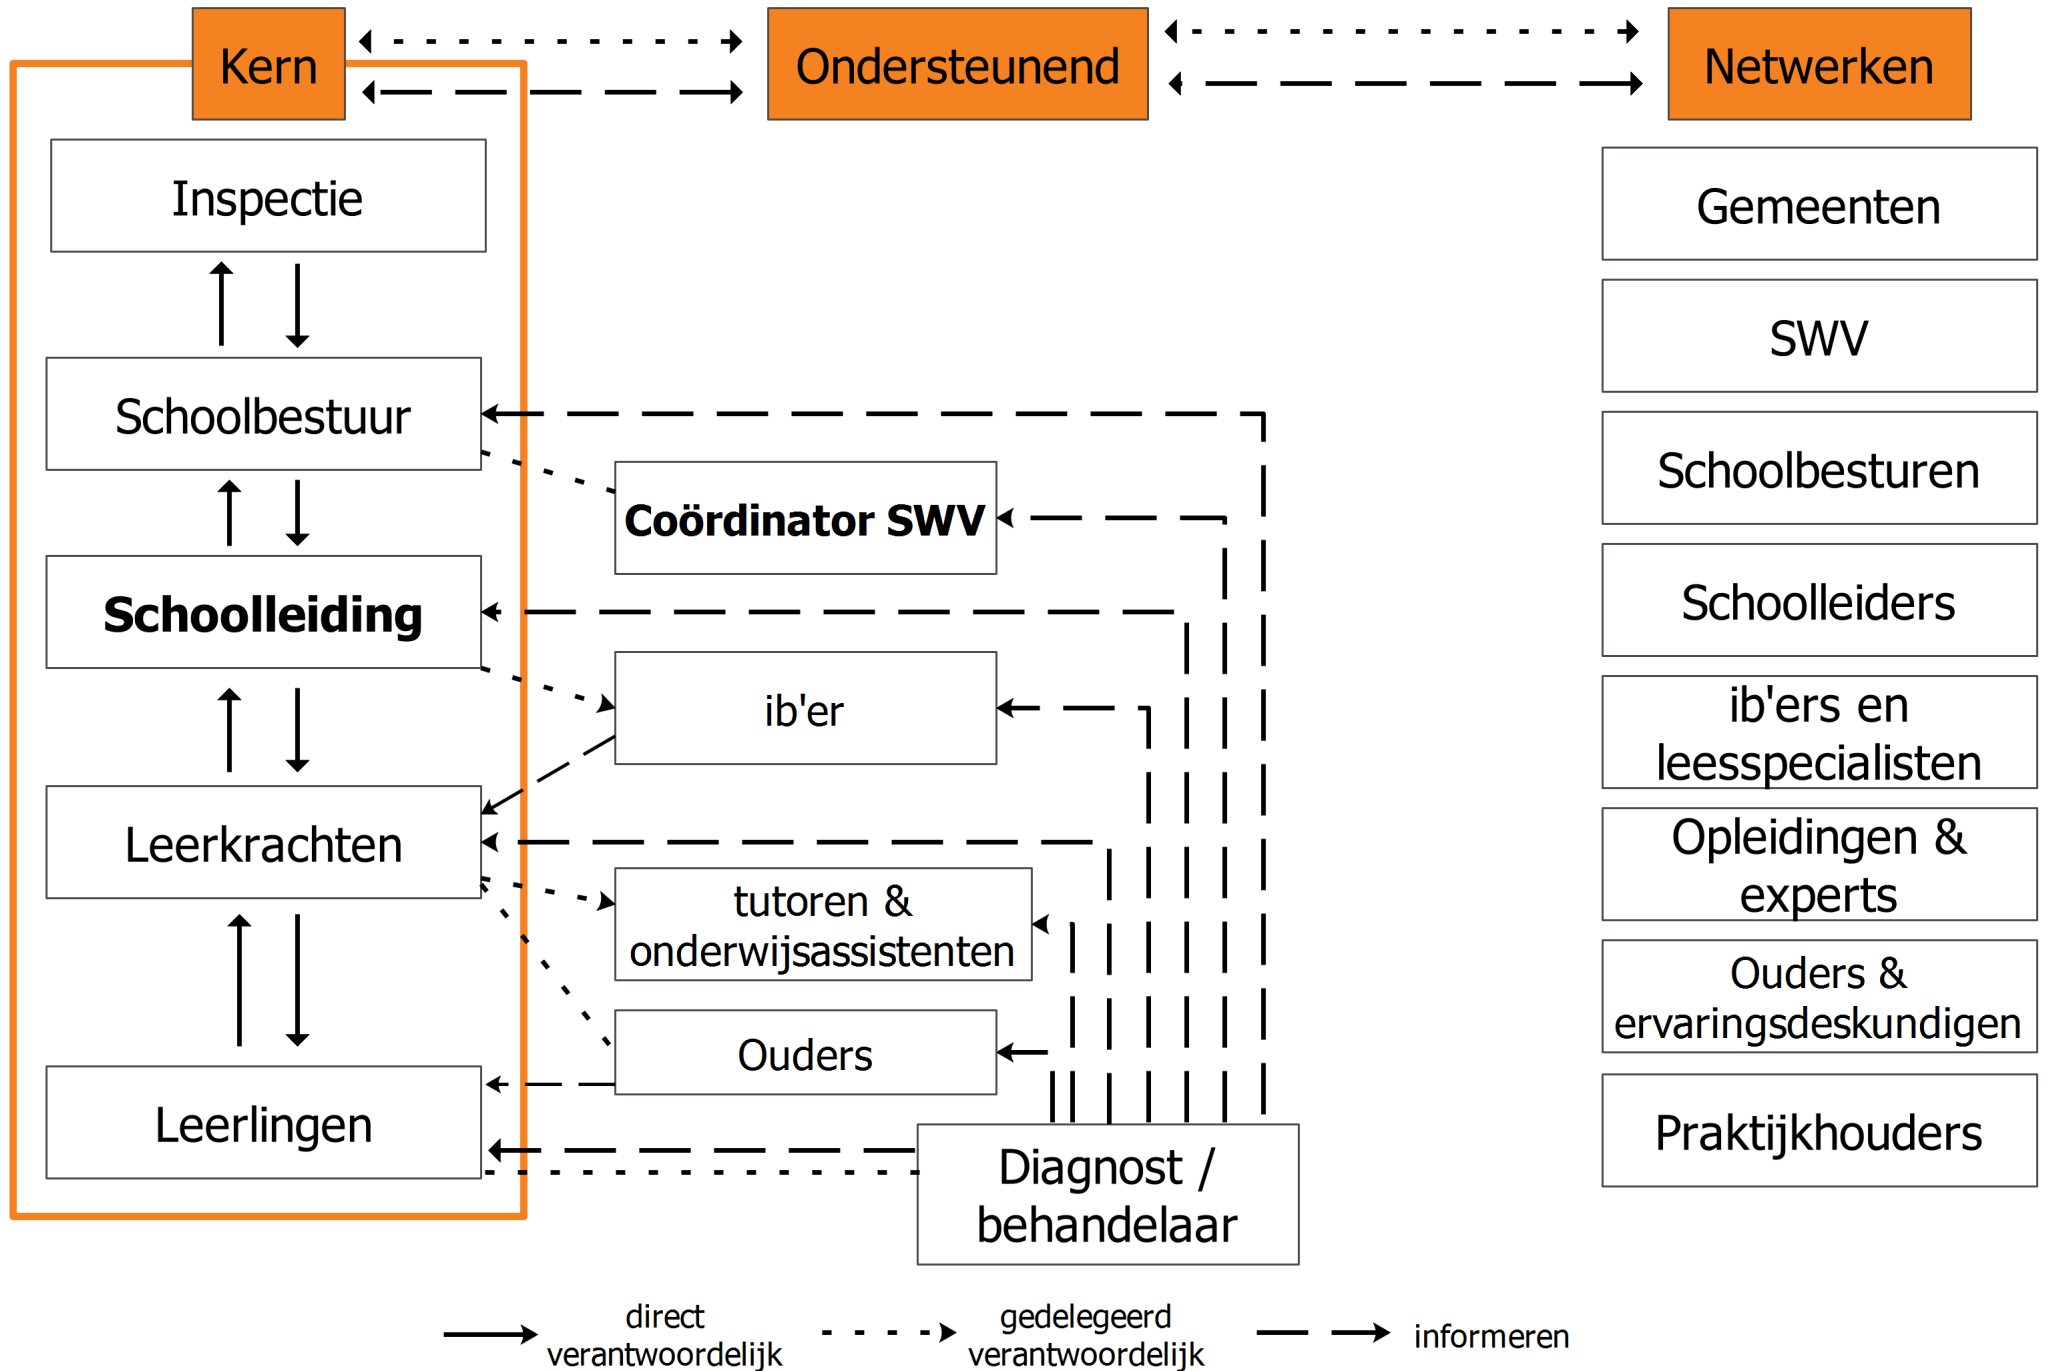 Kern
Ondersteunend
Netwerken
Inspectie
Schoolbestuur
Schoolleiding
Leerkrachten
Leerlingen
Coördinator SWV
ib'er
tutoren &
onderwijsassistenten
Ouders
Diagnost /
behandelaar
Gemeenten
SWV
Schoolbesturen
Schoolleiders
ib'ers en
leesspecialisten
Opleidingen &
experts
Ouders &
ervaringsdeskundigen
Praktijkhouders
direct
verantwoordelijk
gedelegeerd
verantwoordelijk
informeren